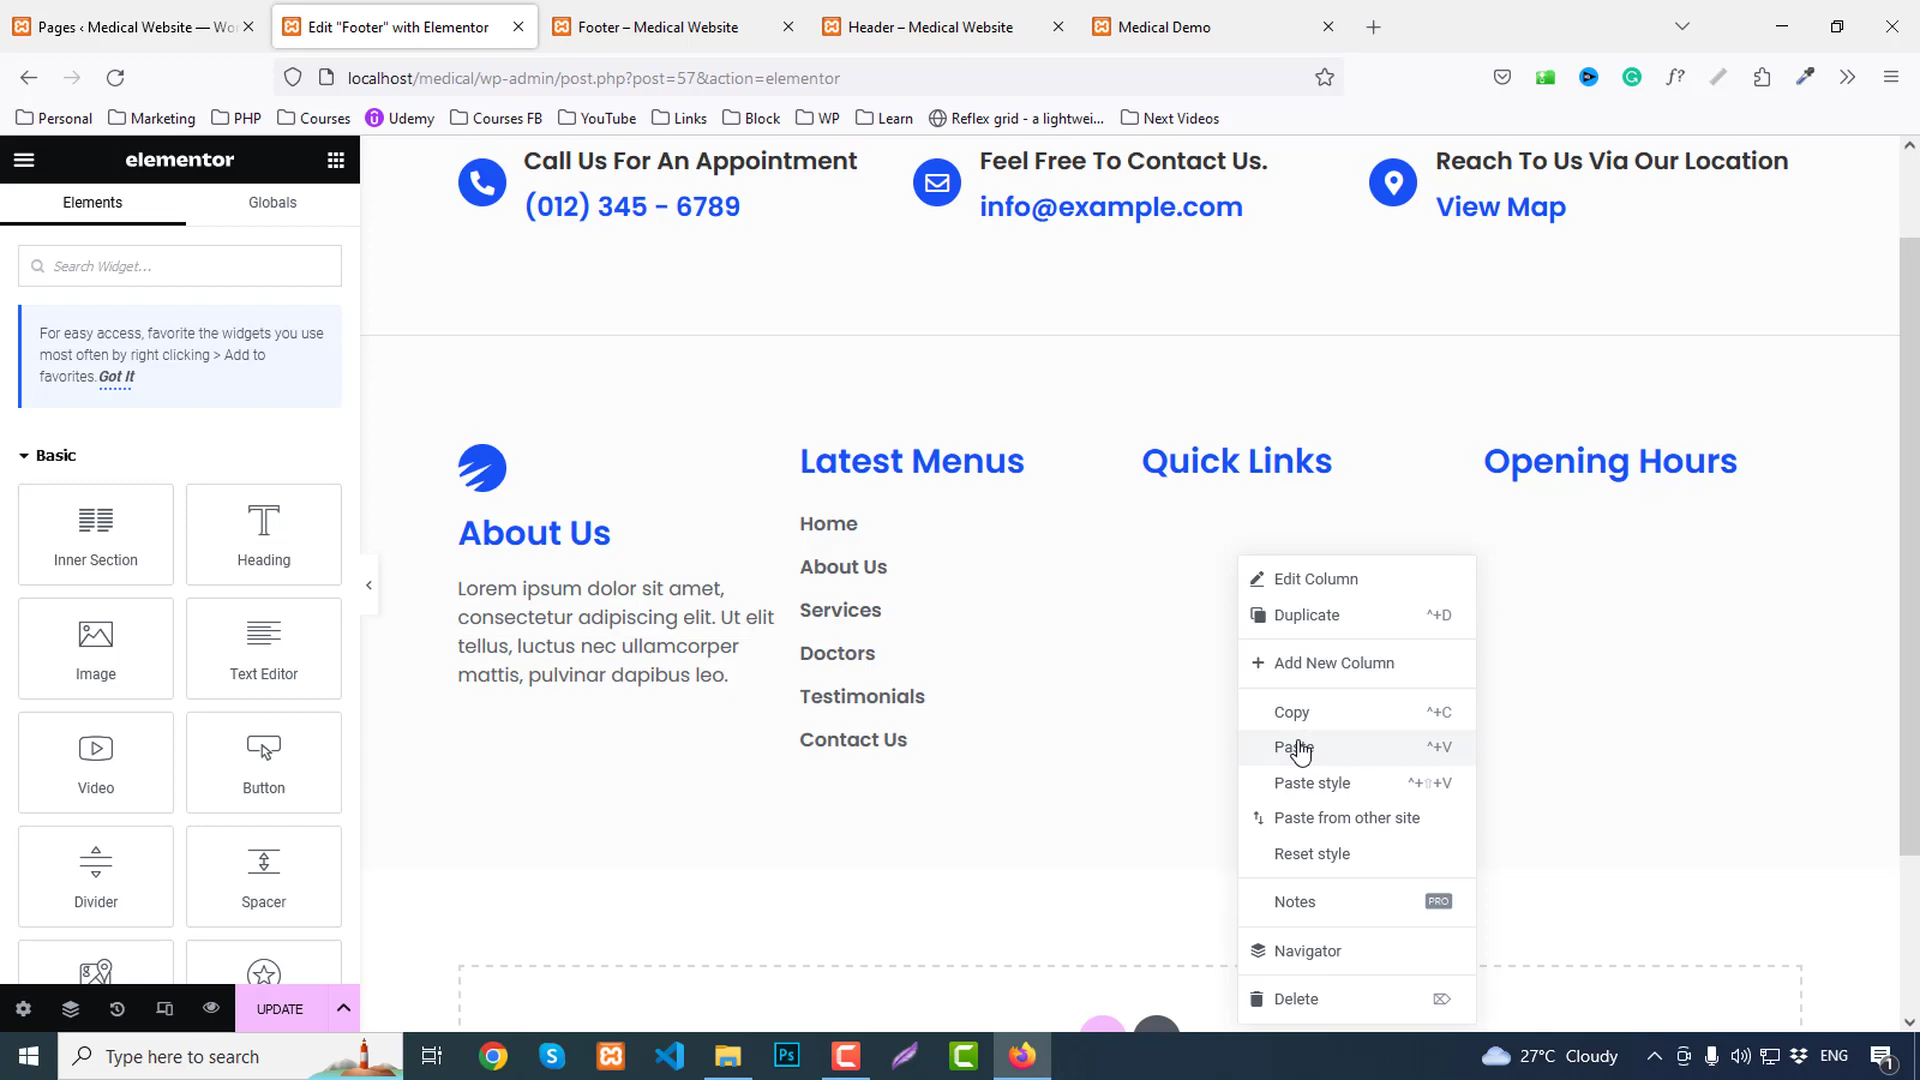 Pages ‹ Medical Website — Wo
Edit "Footer" with Elementor
Footer – Medical Website
Header – Medical Website
Medical Demo
localhost/medical/wp-admin/post.php?post=57&action=elementor
f?
Personal
Marketing
PHP
Courses
Udemy
Courses FB
YouTube
Links
Block
WP
Learn
Reflex grid - a lightwei...
Next Videos
elementor
Elements
Globals
Search Widget...
For easy access, favorite the widgets you use
most often by right clicking > Add to
favorites. Got It
Basic
Inner Section
Heading
Image
Text Editor
Video
Button
Divider
Spacer
UPDATE
Call Us For An Appointment
(012) 345 - 6789
Feel Free To Contact Us.
info@example.com
Reach To Us Via Our Location
View Map
About Us
Lorem ipsum dolor sit amet,
consectetur adipiscing elit. Ut elit
tellus, luctus nec ullamcorper
mattis, pulvinar dapibus leo.
Latest Menus
Home
About Us
Services
Doctors
Testimonials
Contact Us
Quick Links
Opening Hours
Edit Column
Duplicate ^+D
Add New Column
Copy ^+C
Paste ^+V
Paste style ^+⇧+V
Paste from other site
Reset style
Notes PRO
Navigator
Delete ⌦
Type here to search
Ps
27°C Cloudy
ENG
1